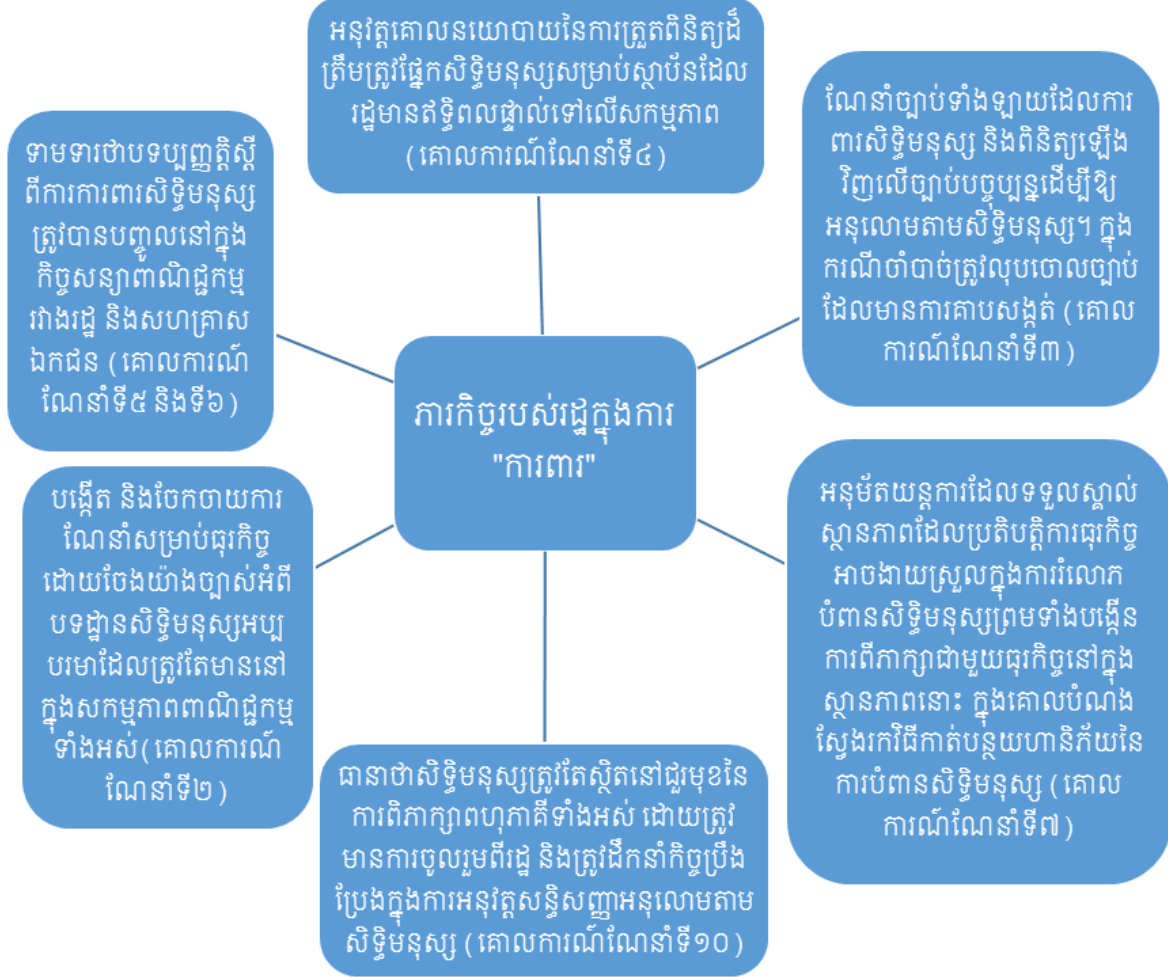 អនុវត្តគោលនយោបាយនៃការត្រួតពិនិត្យដ៏
ត្រឹមត្រូវផ្នែកសិទ្ធិមនុស្សសម្រាប់ស្ថាប័នដែល
រដ្ឋមានឥទ្ធិពលផ្ទាល់ទៅលើសកម្មភាព
(គោលការណ៍ណែនាំទី៤)
ណែនាំច្បាប់ទាំងឡាយដែលការ
ពារសិទ្ធិមនុស្ស និងពិនិត្យឡើង
វិញលើច្បាប់បច្ចុប្បន្នដើម្បីឱ្យ
អនុលោមតាមសិទ្ធិមនុស្ស។ ក្នុង
ករណីចាំបាច់ត្រូវលុបចោលច្បាប់
ដែលមានការគាបសង្កត់ (គោល
ការណ៍ណែនាំទី៣)
ទាមទារថាបទប្បញ្ញត្តិស្តី
ពីការការពារសិទ្ធិមនុស្ស
ត្រូវបានបញ្ចូលនៅក្នុង
កិច្ចសន្យាពាណិជ្ជកម្ម
រវាងរដ្ឋ និងសហគ្រាស
ឯកជន (គោលការណ៍
ណែនាំទី៥ និងទី៦)
ភារកិច្ចរបស់រដ្ឋក្នុងការ
"ការពារ"
បង្កើត និងចែកចាយការ
ណែនាំសម្រាប់ធុរកិច្ច
ដោយចែងយ៉ាងច្បាស់អំពី
បទដ្ឋានសិទ្ធិមនុស្សអប្ប
បរមាដែលត្រូវតែមាននៅ
ក្នុងសកម្មភាពពាណិជ្ជកម្ម
ទាំងអស់(គោលការណ៍
ណែនាំទី២)
អនុម័តយន្តការដែលទទួលស្គាល់
ស្ថានភាពដែលប្រតិបត្តិការធុរកិច្ច
អាចងាយស្រួលក្នុងការរំលោភ
បំពានសិទ្ធិមនុស្សព្រមទាំងបង្កើន
ការពីភាក្សាជាមួយធុរកិច្ចនៅក្នុង
ស្ថានភាពនោះ ក្នុងគោលបំណង
ស្វែងរកវិធីកាត់បន្ថយហានិភ័យនៃ
ការបំពានសិទ្ធិមនុស្ស (គោល
ការណ៍ណែនាំទី៧)
ធានាថាសិទ្ធិមនុស្សត្រូវតែស្ថិតនៅជួរមុខនៃ
ការពិភាក្សាពហុភាគីទាំងអស់ ដោយត្រូវ
មានការចូលរួមពីរដ្ឋ និងត្រូវដឹកនាំកិច្ចប្រឹង
ប្រែងក្នុងការអនុវត្តសន្ធិសញ្ញាអនុលោមតាម
សិទ្ធិមនុស្ស (គោលការណ៍ណែនាំទី១០)